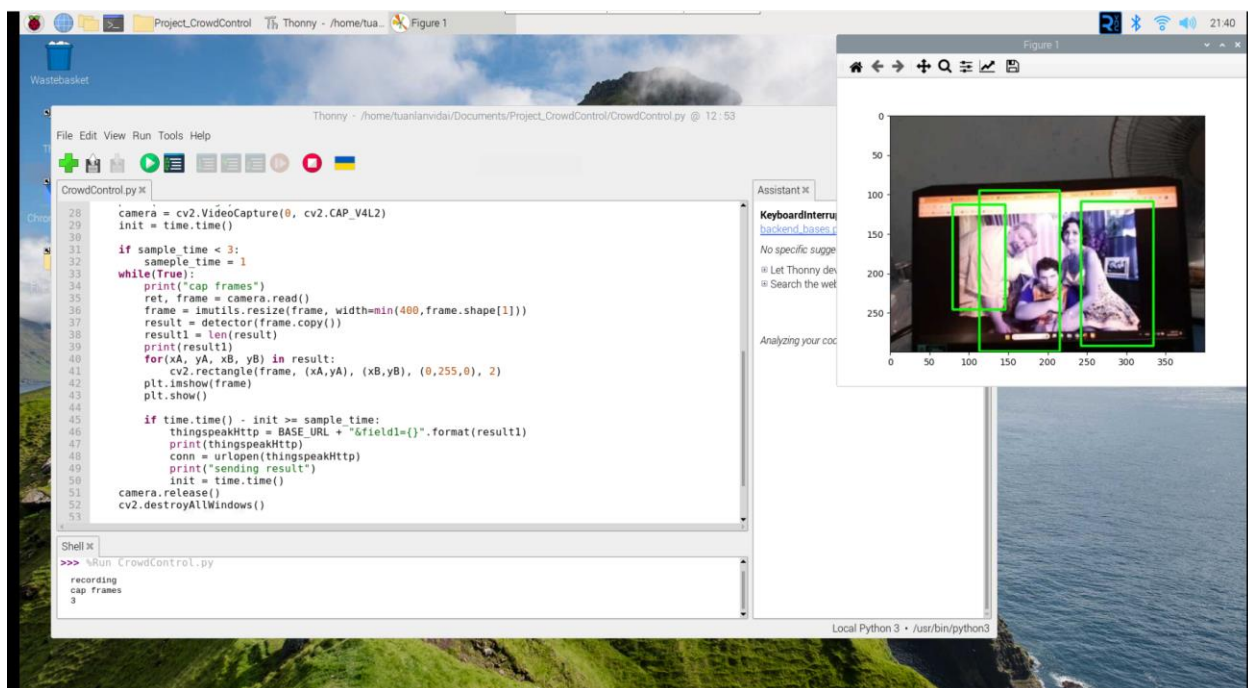 Project_CrowdControl
Thonny - /home/tua...
Figure 1
21:40
Wastebasket
Figure 1
Thonny - /home/tuanlanvidai/Documents/Project_CrowdControl/CrowdControl.py @ 12 : 53
File Edit View Run Tools Help
CrowdControl.py
28 camera = cv2.VideoCapture(0, cv2.CAP_V4L2)
29 init = time.time()
30
31 if sample_time < 3:
32 sameple_time = 1
33 while(True):
34 print("cap frames")
35 ret, frame = camera.read()
36 frame = imutils.resize(frame, width=min(400,frame.shape[1]))
37 result = detector(frame.copy())
38 result1 = len(result)
39 print(result1)
40 for(xA, yA, xB, yB) in result:
41 cv2.rectangle(frame, (xA,yA), (xB,yB), (0,255,0), 2)
42 plt.imshow(frame)
43 plt.show()
44
45 if time.time() - init >= sample_time:
46 thingspeakHttp = BASE_URL + "&field1={}".format(result1)
47 print(thingspeakHttp)
48 conn = urlopen(thingspeakHttp)
49 print("sending result")
50 init = time.time()
51 camera.release()
52 cv2.destroyAllWindows()
53
Assistant
KeyboardInterru
backend_bases.p
No specific sugge
Let Thonny dev
Search the web
Analyzing your coc
0
50
100
150
200
250
0 50 100 150 200 250 300 350
Shell
>>> %Run CrowdControl.py
recording
cap frames
3
Local Python 3 • /usr/bin/python3